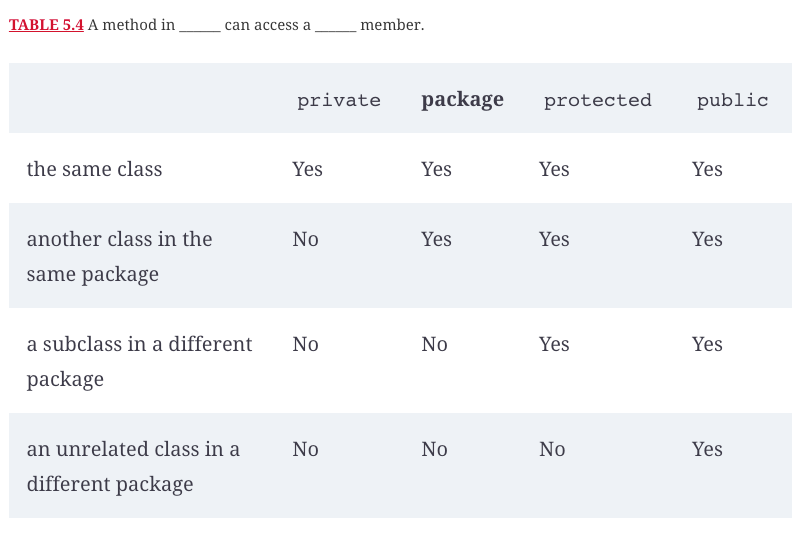 TABLE 5.4 A method in ______ can access a ______ member.
private package protected public
the same class Yes Yes Yes Yes
another class in the No Yes Yes Yes
same package
a subclass in a different No No Yes Yes
package
an unrelated class in a No No No Yes
different package